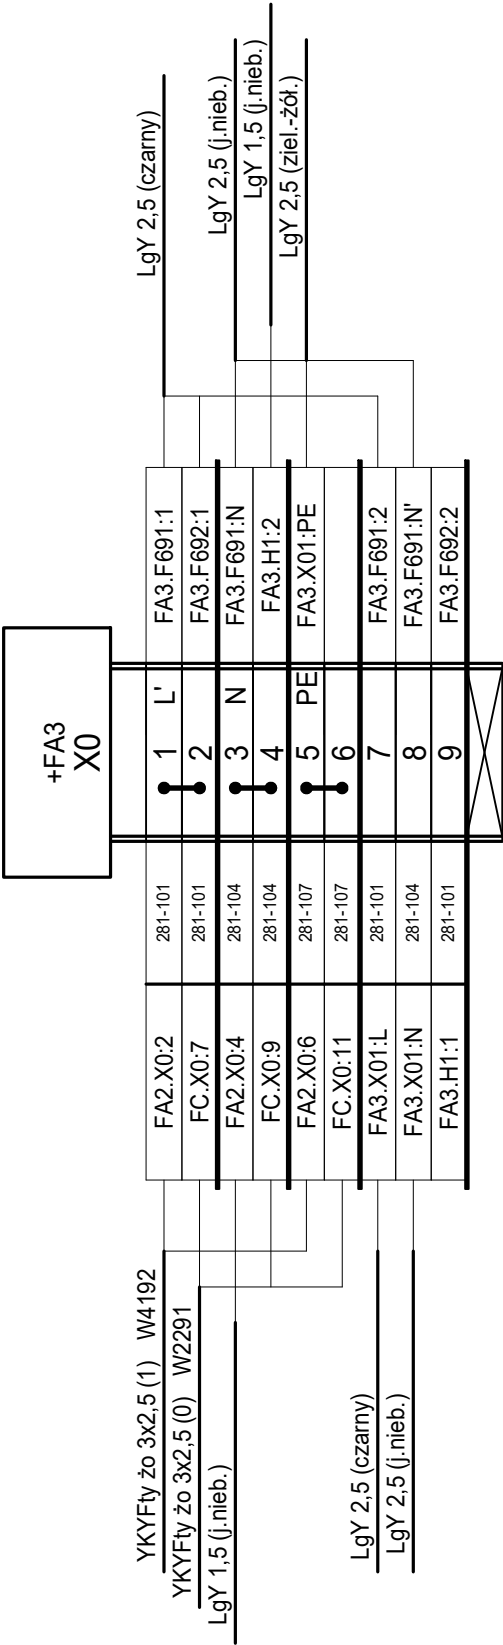 +FA3
X0
FA2.X0:2 281-101 1 L' FA3.F691:1
FC.X0:7 281-101 2 FA3.F692:1
FA2.X0:4 281-104 3 N FA3.F691:N
FC.X0:9 281-104 4 FA3.H1:2
FA2.X0:6 281-107 5 PE FA3.X01:PE
FC.X0:11 281-107 6
FA3.X01:L 281-101 7 FA3.F691:2
FA3.X01:N 281-104 8 FA3.F691:N'
FA3.H1:1 281-101 9 FA3.F692:2
YKYFty żo 3x2,5 (1) W4192
YKYFty żo 3x2,5 (0) W2291
LgY 1,5 (j.nieb.)
LgY 2,5 (czarny)
LgY 2,5 (j.nieb.)
LgY 2,5 (czarny)
LgY 2,5 (j.nieb.)
LgY 1,5 (j.nieb.)
LgY 2,5 (ziel.-żół.)